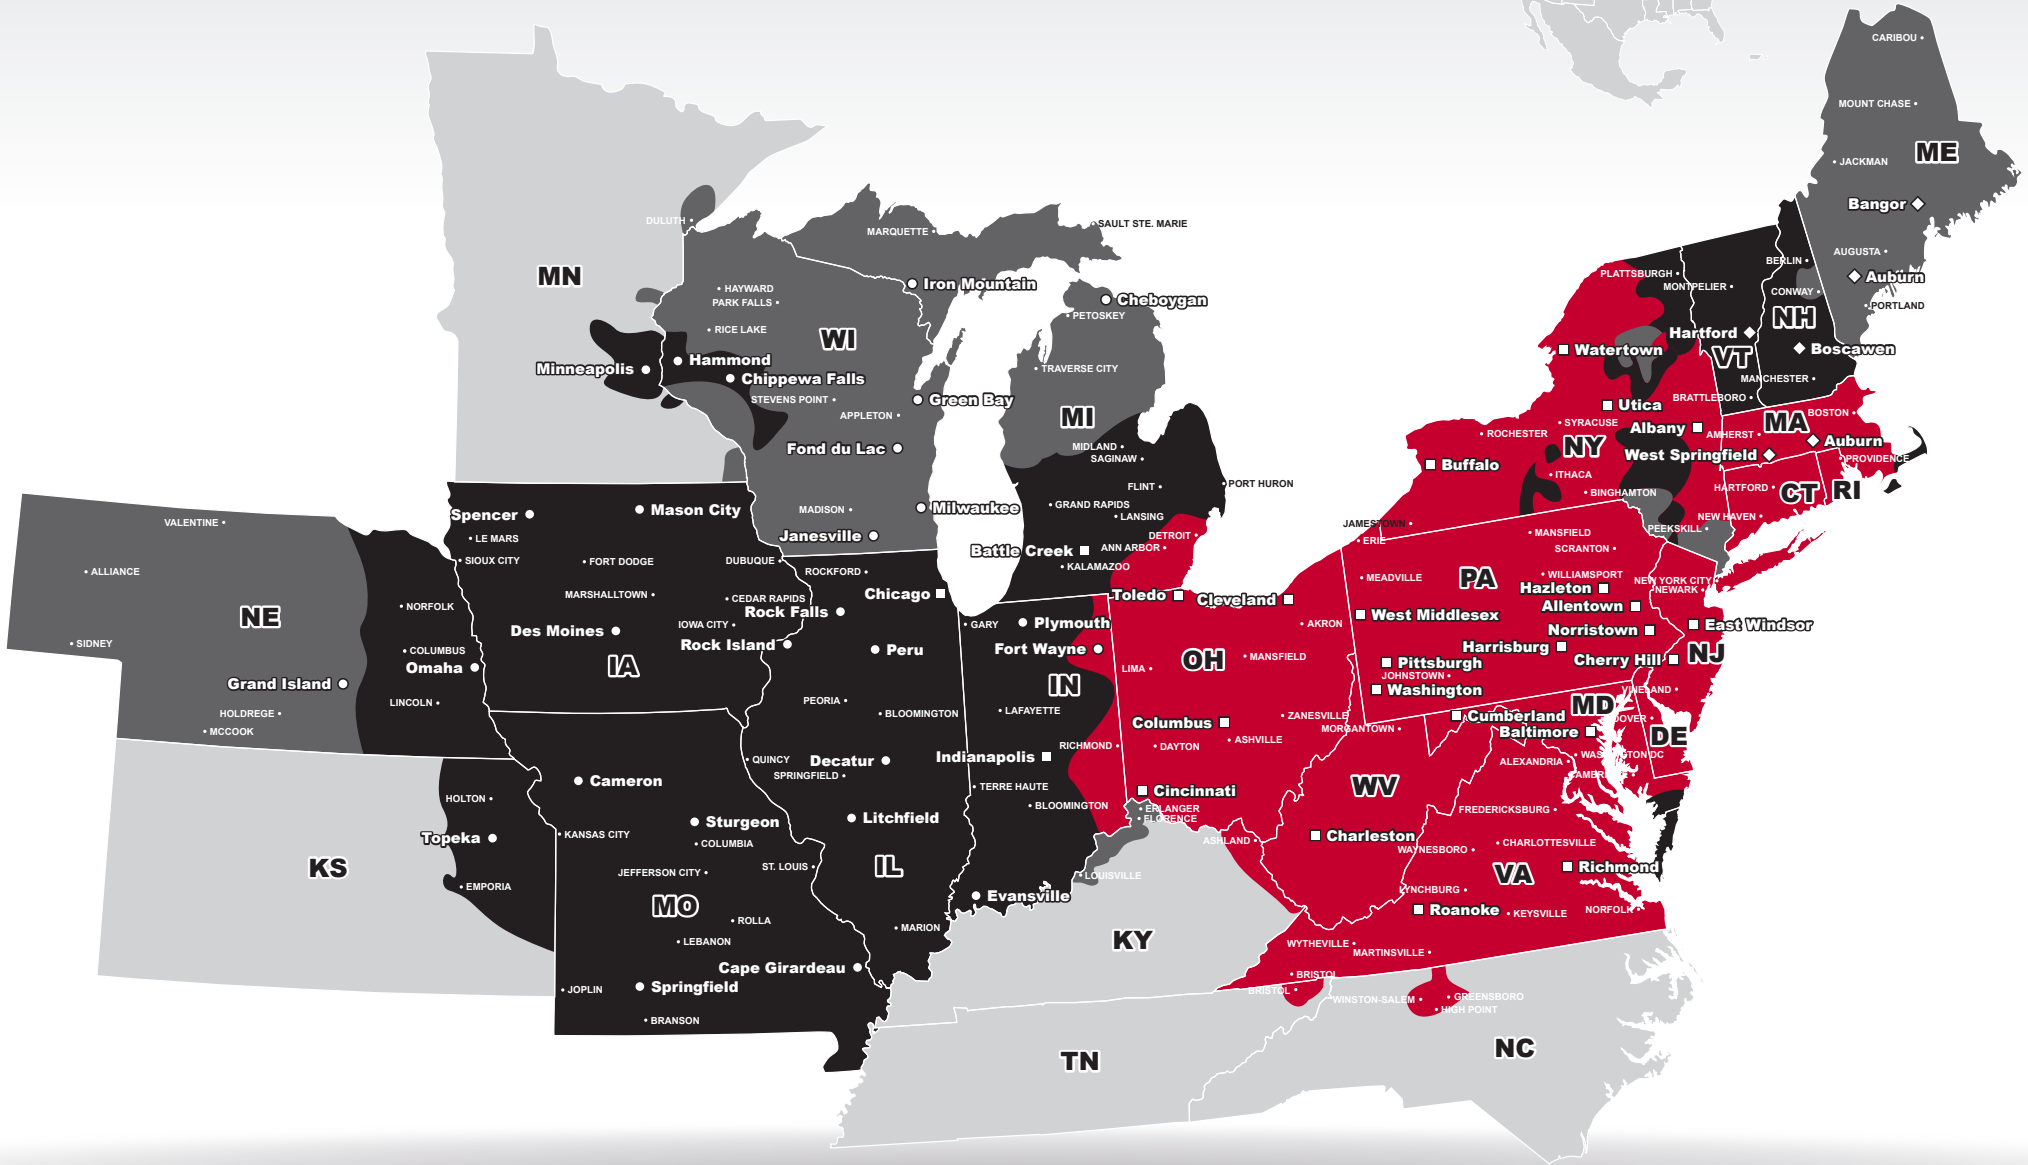 CARIBOU
MOUNT CHASE
ME
JACKMAN
Bangor
AUGUSTA
Auburn
PORTLAND
DULUTH
MARQUETTE
SAULT STE. MARIE
MN
HAYWARD
PARK FALLS
RICE LAKE
WI
Iron Mountain
Cheboygan
PETOSKEY
Hammond
Minneapolis
Chippewa Falls
STEVENS POINT
APPLETON
Green Bay
TRAVERSE CITY
MI
Fond du Lac
MIDLAND
SAGINAW
FLINT
PORT HURON
GRAND RAPIDS
LANSING
MADISON
Milwaukee
Janesville
DETROIT
Battle Creek
ANN ARBOR
KALAMAZOO
PLATTSBURGH
MONTPELIER
BERLIN
CONWAY
NH
Hartford
Watertown
VT
Boscawen
MANCHESTER
BRATTLEBORO
Utica
SYRACUSE
Albany
MA
BOSTON
ROCHESTER
NY
AMHERST
Auburn
West Springfield
PROVIDENCE
Buffalo
ITHACA
HARTFORD
CT
RI
BINGHAMTON
NEW HAVEN
PEEKSKILL
JAMESTOWN
VALENTINE
Spencer
Mason City
LE MARS
SIOUX CITY
FORT DODGE
DUBUQUE
ALLIANCE
ROCKFORD
MARSHALLTOWN
CEDAR RAPIDS
Chicago
NE
NORFOLK
Rock Falls
IOWA CITY
Des Moines
SIDNEY
COLUMBUS
Omaha
IA
Rock Island
Peru
Grand Island
LINCOLN
HOLDREGE
MCCOOK
PEORIA
BLOOMINGTON
GARY
Plymouth
Fort Wayne
IN
LAFAYETTE
Toledo
Cleveland
AKRON
LIMA
OH
MANSFIELD
Columbus
ZANESVILLE
ASHVILLE
DAYTON
RICHMOND
Indianapolis
ERIE
MANSFIELD
SCRANTON
MEADVILLE
PA
WILLIAMSPORT
Hazleton
NEW YORK CITY
NEWARK
West Middlesex
Allentown
Norristown
East Windsor
Harrisburg
Cherry Hill
NJ
Pittsburgh
JOHNSTOWN
Washington
VINELAND
MD
Cumberland
DOVER
MORGANTOWN
Baltimore
DE
WASHINGTON DC
ALEXANDRIA
WV
FREDERICKSBURG
QUINCY
Decatur
SPRINGFIELD
Cameron
HOLTON
TERRE HAUTE
BLOOMINGTON
Cincinnati
ERLANGER
FLORENCE
Litchfield
Sturgeon
Topeka
KANSAS CITY
COLUMBIA
ASHLAND
Charleston
CHARLOTTESVILLE
WAYNESBORO
KS
JEFFERSON CITY
ST. LOUIS
IL
LOUISVILLE
VA
Richmond
EMPORIA
MO
Evansville
LYNCHBURG
Roanoke
KEYSVILLE
NORFOLK
ROLLA
MARION
LEBANON
KY
WYTHEVILLE
MARTINSVILLE
Cape Girardeau
BRISTOL
Springfield
JOPLIN
BRISTOL
WINSTON-SALEM
GREENSBORO
HIGH POINT
BRANSON
TN
NC